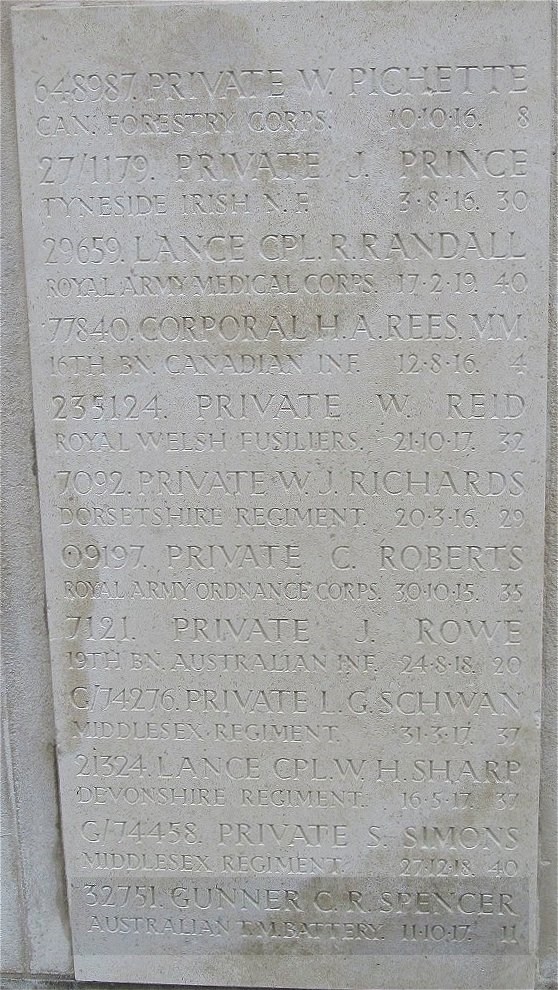 648987. PRIVATE W. PICHETTE
CAN. FORESTRY CORPS. 10·10·16. 8
27/1179. PRIVATE J. PRINCE
TYNESIDE IRISH N.F. 3·8·16. 30
29659. LANCE CPL. R. RANDALL
ROYAL ARMY MEDICAL CORPS. 17·2·19. 40
77840. CORPORAL H. A. REES. MM.
16TH BN. CANADIAN INF. 12·8·16. 4
235124. PRIVATE W. REID
ROYAL WELSH FUSILIERS. 21·10·17. 32
7092. PRIVATE W. J. RICHARDS
DORSETSHIRE REGIMENT. 20·3·16. 29
09197. PRIVATE C. ROBERTS
ROYAL ARMY ORDNANCE CORPS. 30·10·15. 35
7121. PRIVATE J. ROWE
19TH BN. AUSTRALIAN INF. 24·8·18. 20
G/74276. PRIVATE L. G. SCHWAN
MIDDLESEX REGIMENT. 31·3·17. 37
21324. LANCE CPL. W. H. SHARP
DEVONSHIRE REGIMENT. 16·5·17. 37
G/74458. PRIVATE S. SIMONS
MIDDLESEX REGIMENT. 27·12·18. 40
32751. GUNNER C. R. SPENCER
AUSTRALIAN T.M. BATTERY. 11·10·17. 11